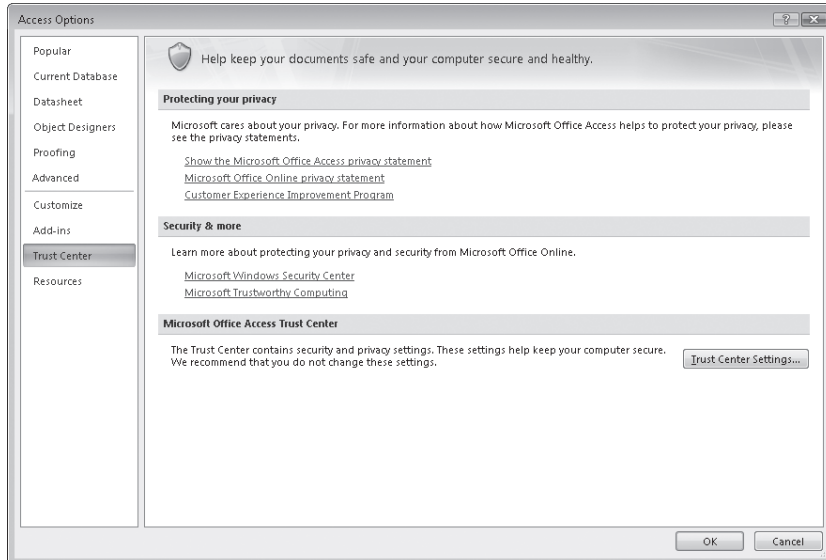 Access Options
Popular
Current Database
Datasheet
Object Designers
Proofing
Advanced
Customize
Add-ins
Trust Center
Resources
Help keep your documents safe and your computer secure and healthy.
Protecting your privacy
Microsoft cares about your privacy. For more information about how Microsoft Office Access helps to protect your privacy, please
see the privacy statements.
Show the Microsoft Office Access privacy statement
Microsoft Office Online privacy statement
Customer Experience Improvement Program
Security & more
Learn more about protecting your privacy and security from Microsoft Office Online.
Microsoft Windows Security Center
Microsoft Trustworthy Computing
Microsoft Office Access Trust Center
The Trust Center contains security and privacy settings. These settings help keep your computer secure.
We recommend that you do not change these settings.
Trust Center Settings...
OK
Cancel